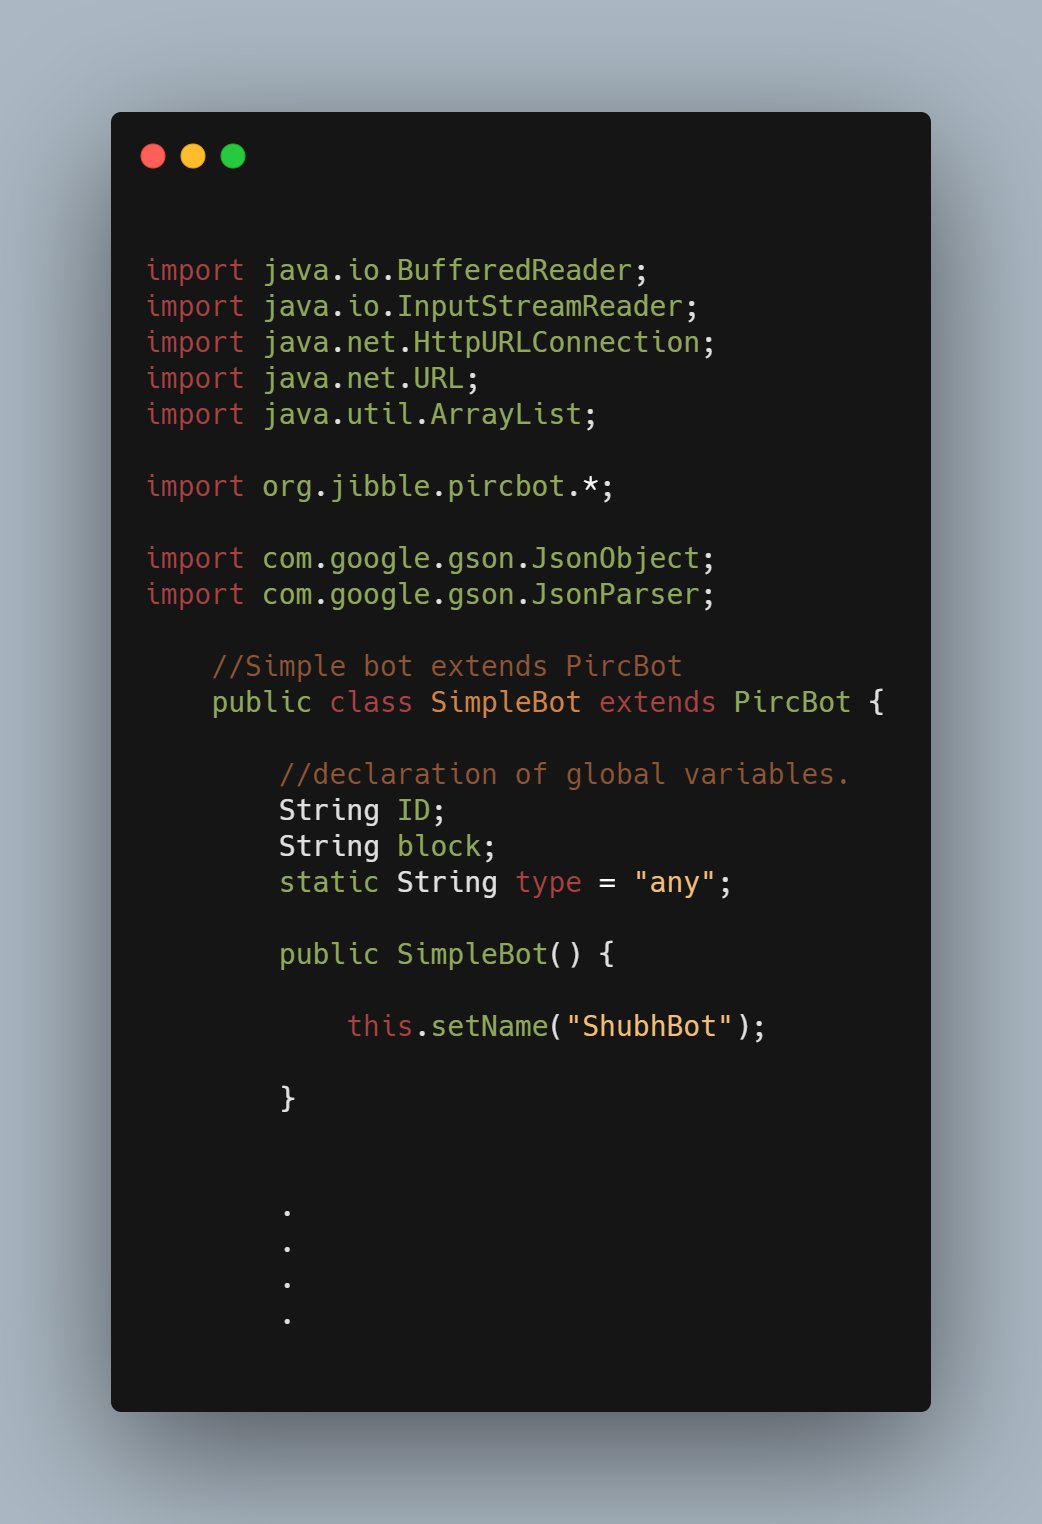 import java.io.BufferedReader;
import java.io.InputStreamReader;
import java.net.HttpURLConnection;
import java.net.URL;
import java.util.ArrayList;
import org.jibble.pircbot.*;
import com.google.gson.JsonObject;
import com.google.gson.JsonParser;
//Simple bot extends PircBot
public class SimpleBot extends PircBot {
//declaration of global variables.
String ID;
String block;
static String type = "any";
public SimpleBot() {
this.setName("ShubhBot");
}
.
.
.
.